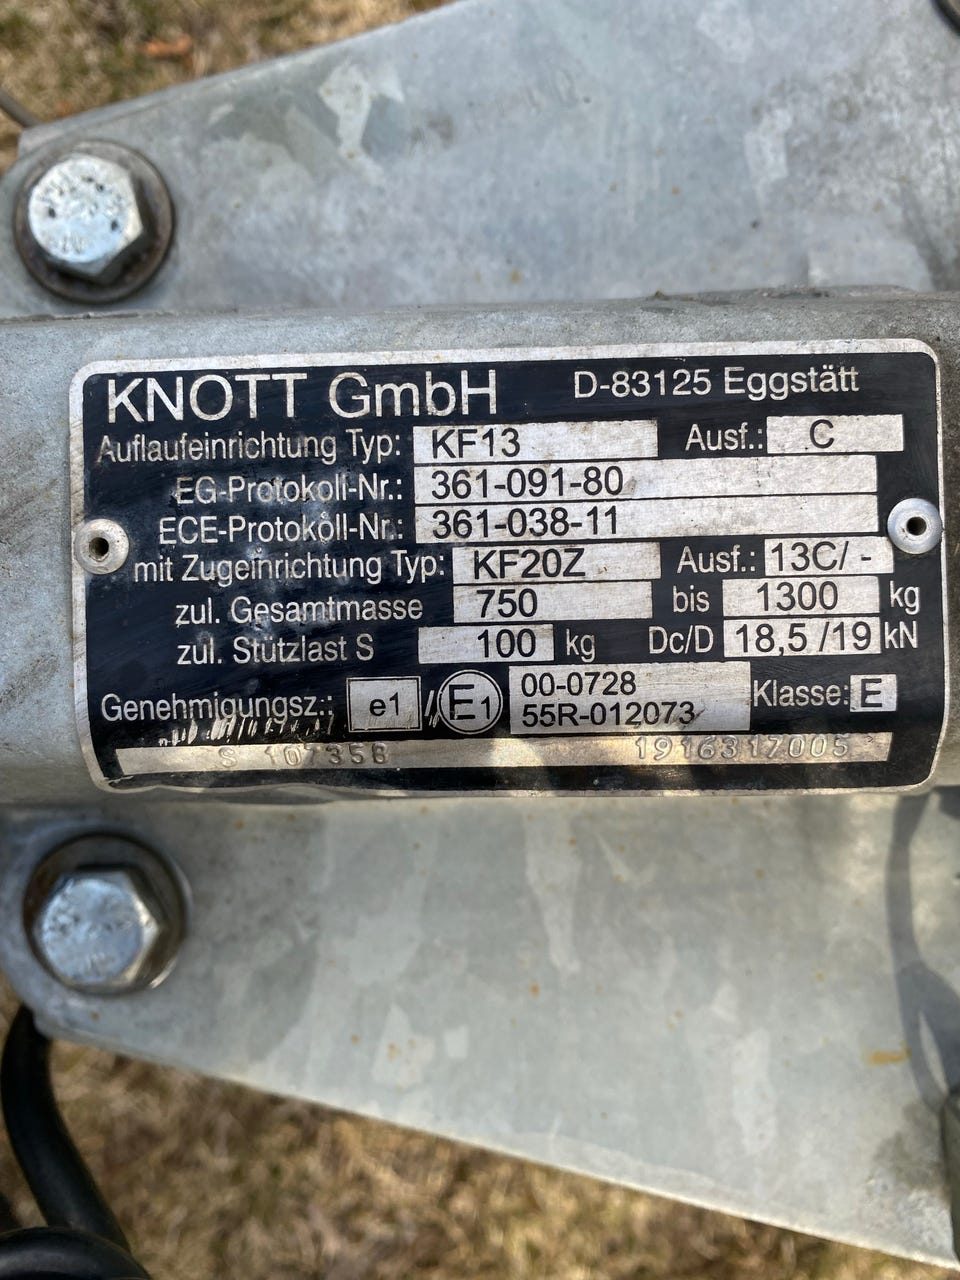 KNOTT GmbH D-83125 Eggstätt
Auflaufeinrichtung Typ: KF13 Ausf.: C
EG-Protokoll-Nr.: 361-091-80
ECE-Protokoll-Nr.: 361-038-11
mit Zugeinrichtung Typ: KF20Z Ausf.: 13C/ -
zul. Gesamtmasse 750 bis 1300 kg
zul. Stützlast S 100 kg Dc/D 18,5/19 kN
Genehmigungsz.: e1 / E1 00-0728 Klasse: E
55R-012073
S 107358 1916317005